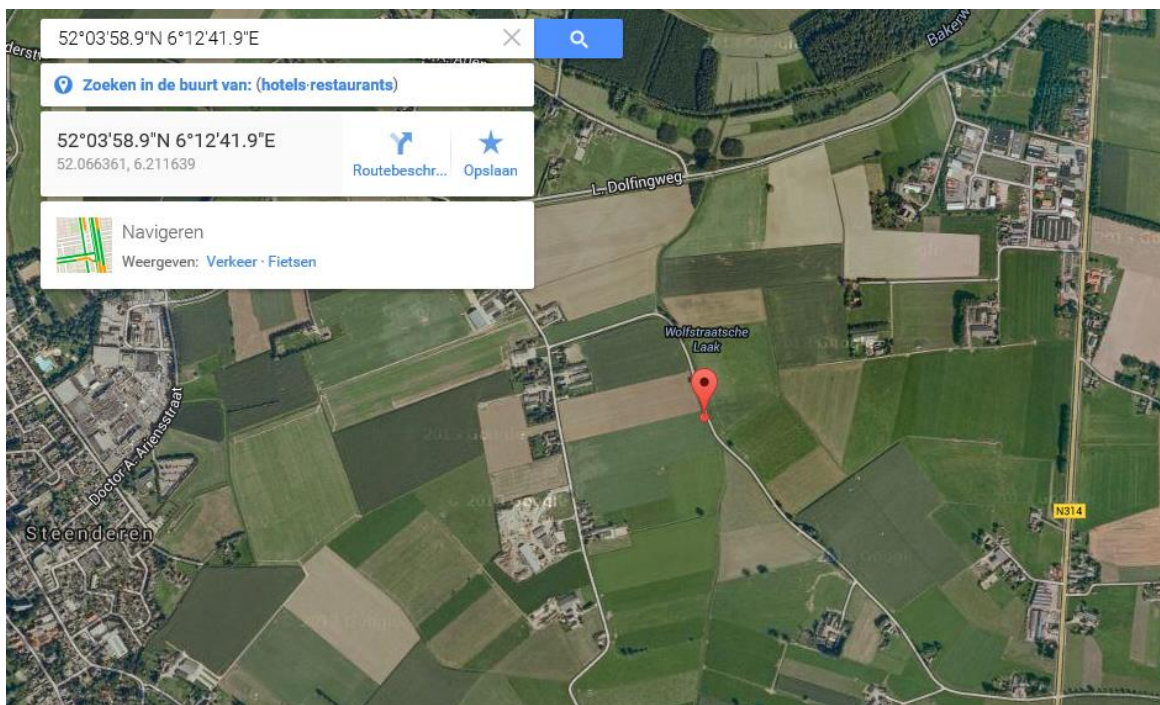 52°03'58.9"N 6°12'41.9"E
Zoeken in de buurt van: (hotels·restaurants)
52°03'58.9"N 6°12'41.9"E
52.066361, 6.211639
Routebeschr...
Opslaan
Navigeren
Weergeven: Verkeer · Fietsen
L. Dolfingweg
Wolfstraatsche
Laak
Doctor A. Ariensstraat
Steenderen
N314